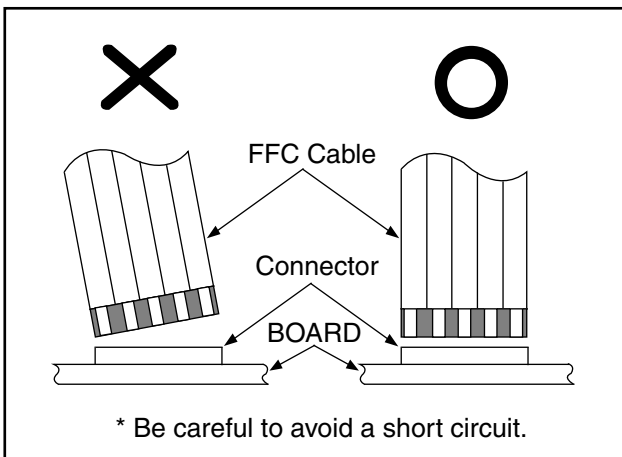 FFC Cable
Connector
BOARD
* Be careful to avoid a short circuit.